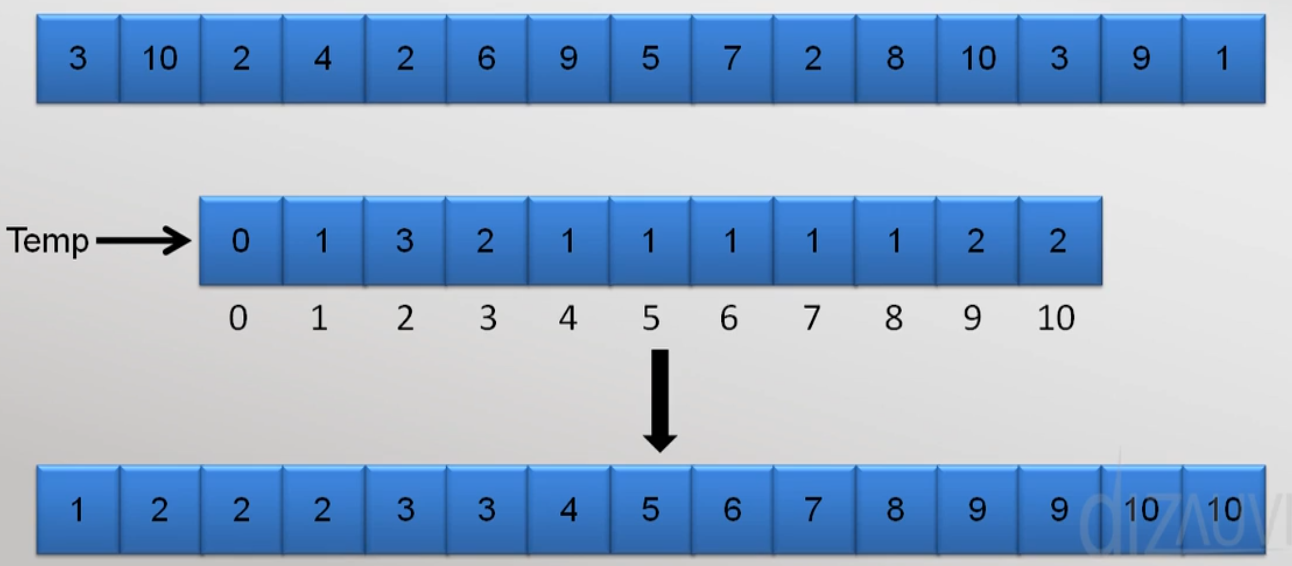 3 10 2 4 2 6 9 5 7 2 8 10 3 9 1
Temp 0 1 3 2 1 1 1 1 1 2 2
0 1 2 3 4 5 6 7 8 9 10
1 2 2 2 3 3 4 5 6 7 8 9 9 10 10